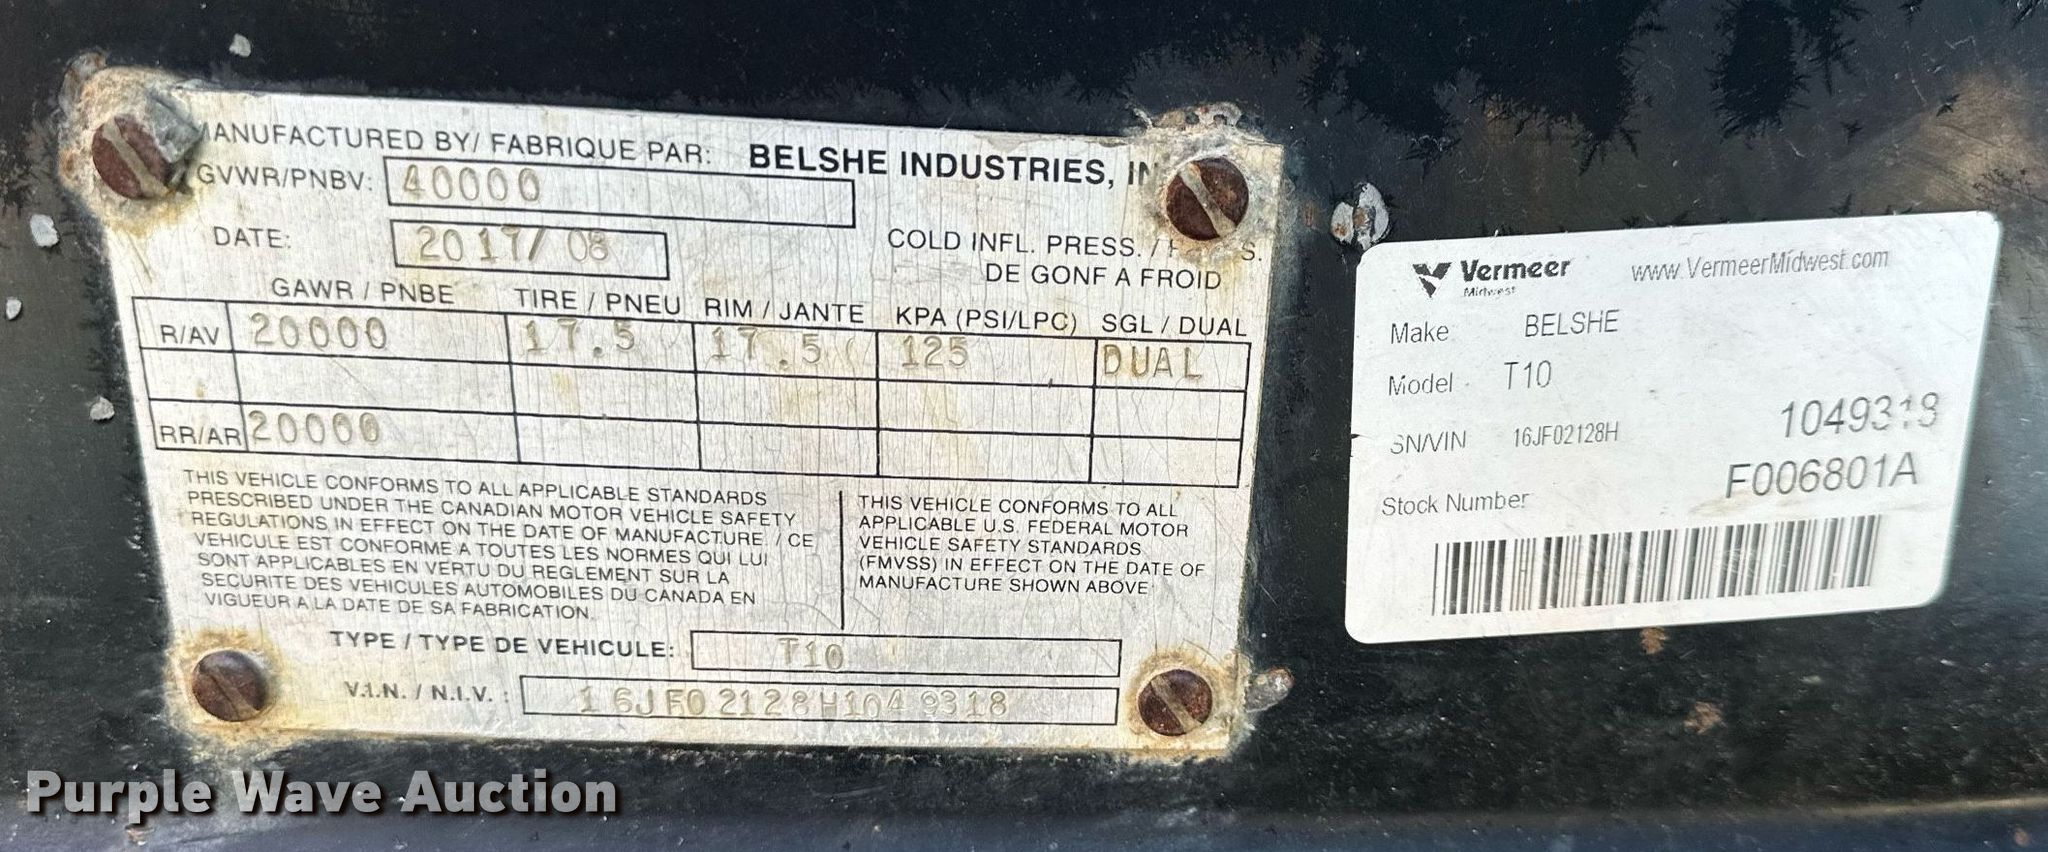 MANUFACTURED BY/ FABRIQUE PAR: BELSHE INDUSTRIES,
GVWR/PNBV: 40000
DATE: 2017/08
COLD INFL. PRESS. /
DE GONF A FROID
GAWR / PNBE TIRE / PNEU RIM / JANTE KPA (PSI/LPC) SGL / DUAL
R/AV 20000 17.5 17.5 125 DUAL
RR/AR 20000
THIS VEHICLE CONFORMS TO ALL APPLICABLE STANDARDS
PRESCRIBED UNDER THE CANADIAN MOTOR VEHICLE SAFETY
REGULATIONS IN EFFECT ON THE DATE OF MANUFACTURE. / CE
VEHICULE EST CONFORME A TOUTES LES NORMES QUI LUI
SONT APPLICABLES EN VERTU DU REGLEMENT SUR LA
SECURITE DES VEHICULES AUTOMOBILES DU CANADA EN
VIGUEUR A LA DATE DE SA FABRICATION.
THIS VEHICLE CONFORMS TO ALL
APPLICABLE U.S. FEDERAL MOTOR
VEHICLE SAFETY STANDARDS
(FMVSS) IN EFFECT ON THE DATE OF
MANUFACTURE SHOWN ABOVE
TYPE / TYPE DE VEHICULE: T10
V.I.N. / N.I.V. : 16JF02128H1049318
Vermeer www.VermeerMidwest.com
Midwest
Make BELSHE
Model T10
SN/VIN 16JF02128H 1049318
Stock Number F006801A
Purple Wave Auction